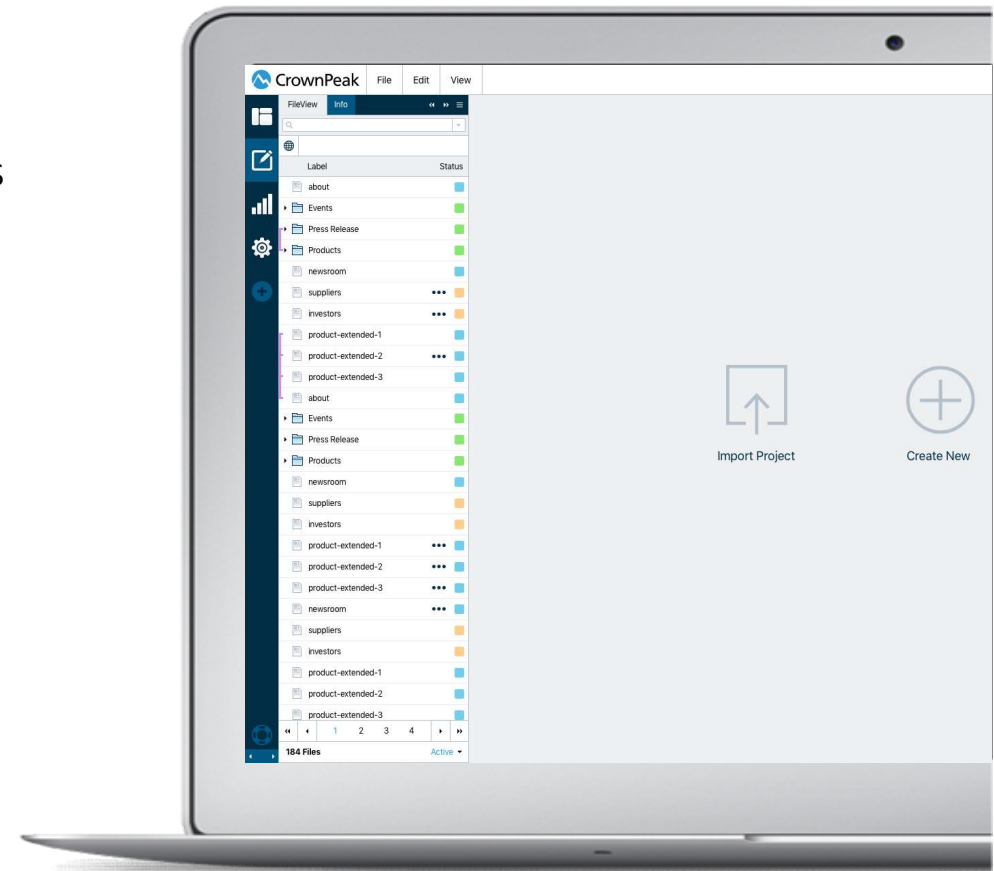 s
CrownPeak File Edit View
FileView Info
Label Status
about
Events
Press Release
Products
newsroom
suppliers
investors
product-extended-1
product-extended-2
product-extended-3
about
Events
Press Release
Products
newsroom
suppliers
investors
product-extended-1
product-extended-2
product-extended-3
newsroom
suppliers
investors
product-extended-1
product-extended-2
product-extended-3
1 2 3 4
184 Files Active
Import Project Create New